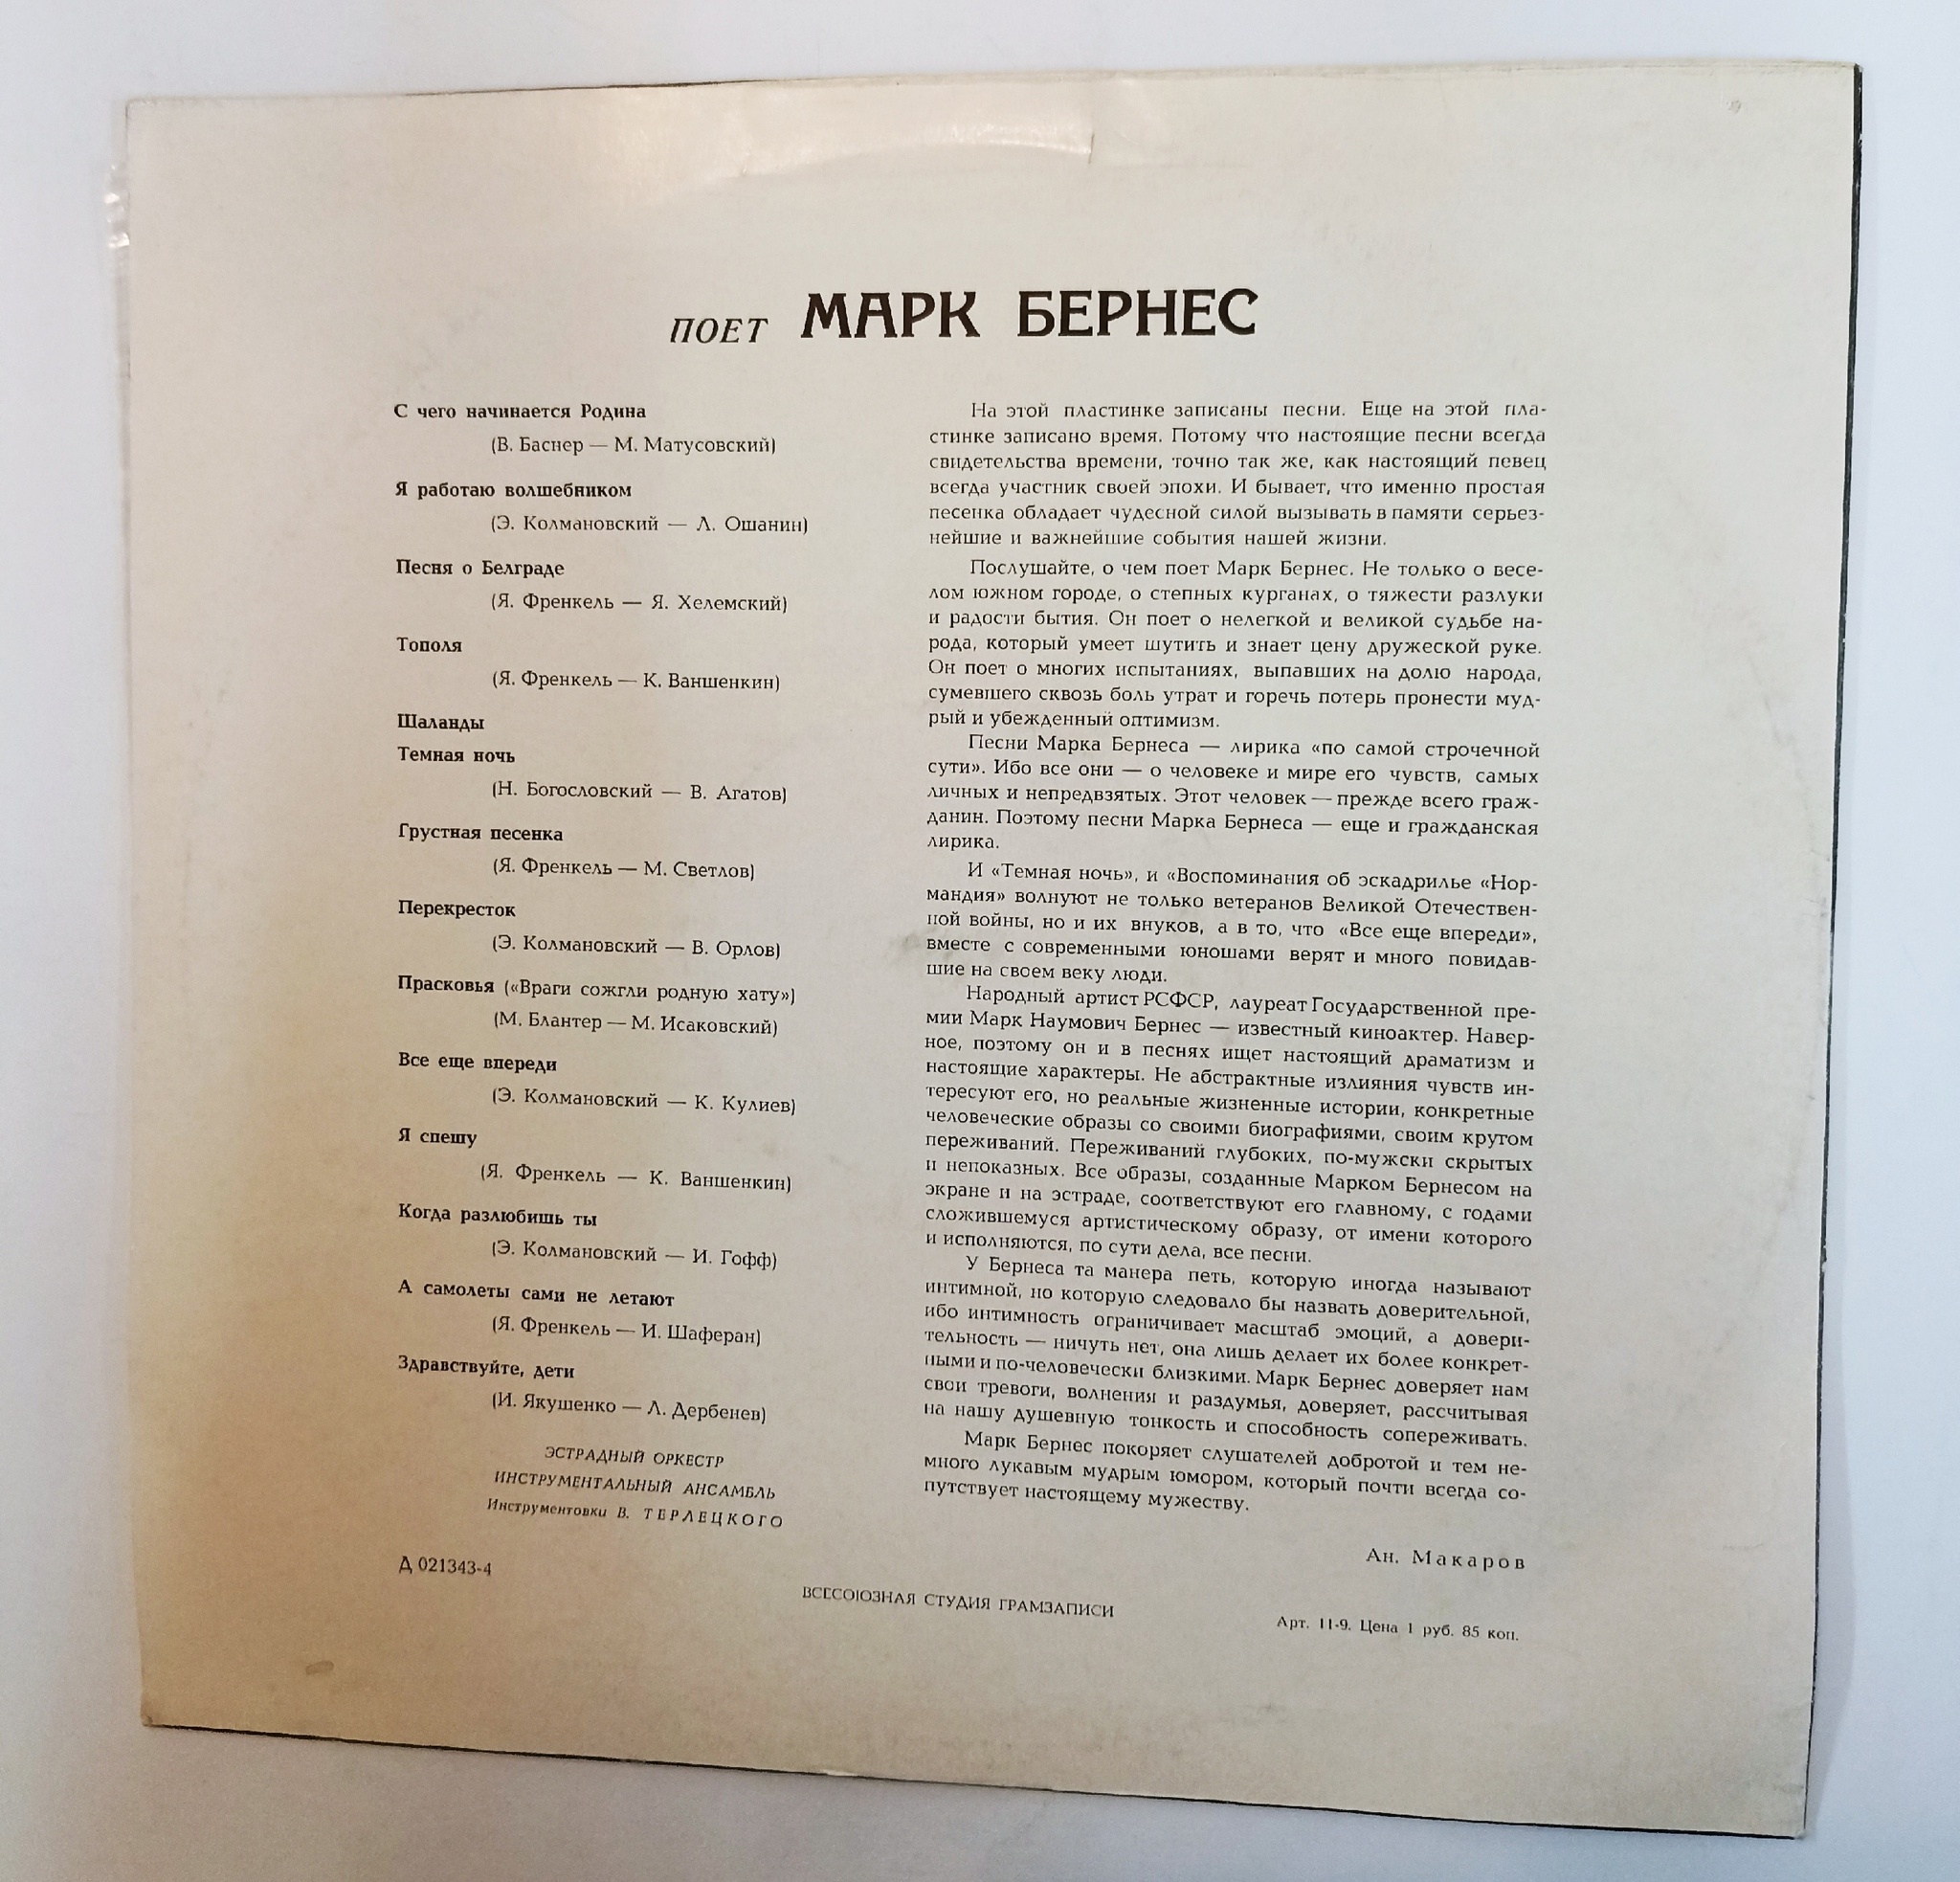 ПОЕТ МАРК БЕРНЕС
С чего начинается Родина
(В. Баснер — М. Матусовский)
Я работаю волшебником
(Э. Колмановский — Л. Ошанин)
Песня о Белграде
(Я. Френкель — Я. Хелемский)
Тополя
(Я. Френкель — К. Ваншенкин)
Шаланды
Темная ночь
(Н. Богословский — В. Агатов)
Грустная песенка
(Я. Френкель — М. Светлов)
Перекресток
(Э. Колмановский — В. Орлов)
Прасковья («Враги сожгли родную хату»)
(М. Блантер — М. Исаковский)
Все еще впереди
(Э. Колмановский — К. Кулиев)
Я спешу
(Я. Френкель — К. Ваншенкин)
Когда разлюбишь ты
(Э. Колмановский — И. Гофф)
А самолеты сами не летают
(Я. Френкель — И. Шаферан)
Здравствуйте, дети
(И. Якушенко — Л. Дербенев)
ЭСТРАДНЫЙ ОРКЕСТР
ИНСТРУМЕНТАЛЬНЫЙ АНСАМБЛЬ
Инструментовки В. ТЕРЛЕЦКОГО
Д 021343-4
На этой пластинке записаны песни. Еще на этой пла-
стинке записано время. Потому что настоящие песни всегда
свидетельства времени, точно так же, как настоящий певец
всегда участник своей эпохи. И бывает, что именно простая
песенка обладает чудесной силой вызывать в памяти серьез-
нейшие и важнейшие события нашей жизни.
Послушайте, о чем поет Марк Бернес. Не только о весе-
лом южном городе, о степных курганах, о тяжести разлуки
и радости бытия. Он поет о нелегкой и великой судьбе на-
рода, который умеет шутить и знает цену дружеской руке.
Он поет о многих испытаниях, выпавших на долю народа,
сумевшего сквозь боль утрат и горечь потерь пронести муд-
рый и убежденный оптимизм.
Песни Марка Бернеса — лирика «по самой строчечной
сути». Ибо все они — о человеке и мире его чувств, самых
личных и непредвзятых. Этот человек — прежде всего граж-
данин. Поэтому песни Марка Бернеса — еще и гражданская
лирика.
И «Темная ночь», и «Воспоминания об эскадрилье «Нор-
мандия» волнуют не только ветеранов Великой Отечествен-
ной войны, но и их внуков, а в то, что «Все еще впереди»,
вместе с современными юношами верят и много повидав-
шие на своем веку люди.
Народный артист РСФСР, лауреат Государственной пре-
мии Марк Наумович Бернес — известный киноактер. Навер-
ное, поэтому он и в песнях ищет настоящий драматизм и
настоящие характеры. Не абстрактные излияния чувств ин-
тересуют его, но реальные жизненные истории, конкретные
человеческие образы со своими биографиями, своим кругом
переживаний. Переживаний глубоких, по-мужски скрытых
и непоказных. Все образы, созданные Марком Бернесом на
экране и на эстраде, соответствуют его главному, с годами
сложившемуся артистическому образу, от имени которого
и исполняются, по сути дела, все песни.
У Бернеса та манера петь, которую иногда называют
интимной, но которую следовало бы назвать доверительной,
ибо интимность ограничивает масштаб эмоций, а довери-
тельность — ничуть нет, она лишь делает их более конкрет-
ными и по-человечески близкими. Марк Бернес доверяет нам
свои тревоги, волнения и раздумья, доверяет, рассчитывая
на нашу душевную тонкость и способность сопереживать.
Марк Бернес покоряет слушателей добротой и тем не-
много лукавым мудрым юмором, который почти всегда со-
путствует настоящему мужеству.
Ан. Макаров
ВСЕСОЮЗНАЯ СТУДИЯ ГРАМЗАПИСИ
Арт. 11-9. Цена 1 руб. 85 коп.